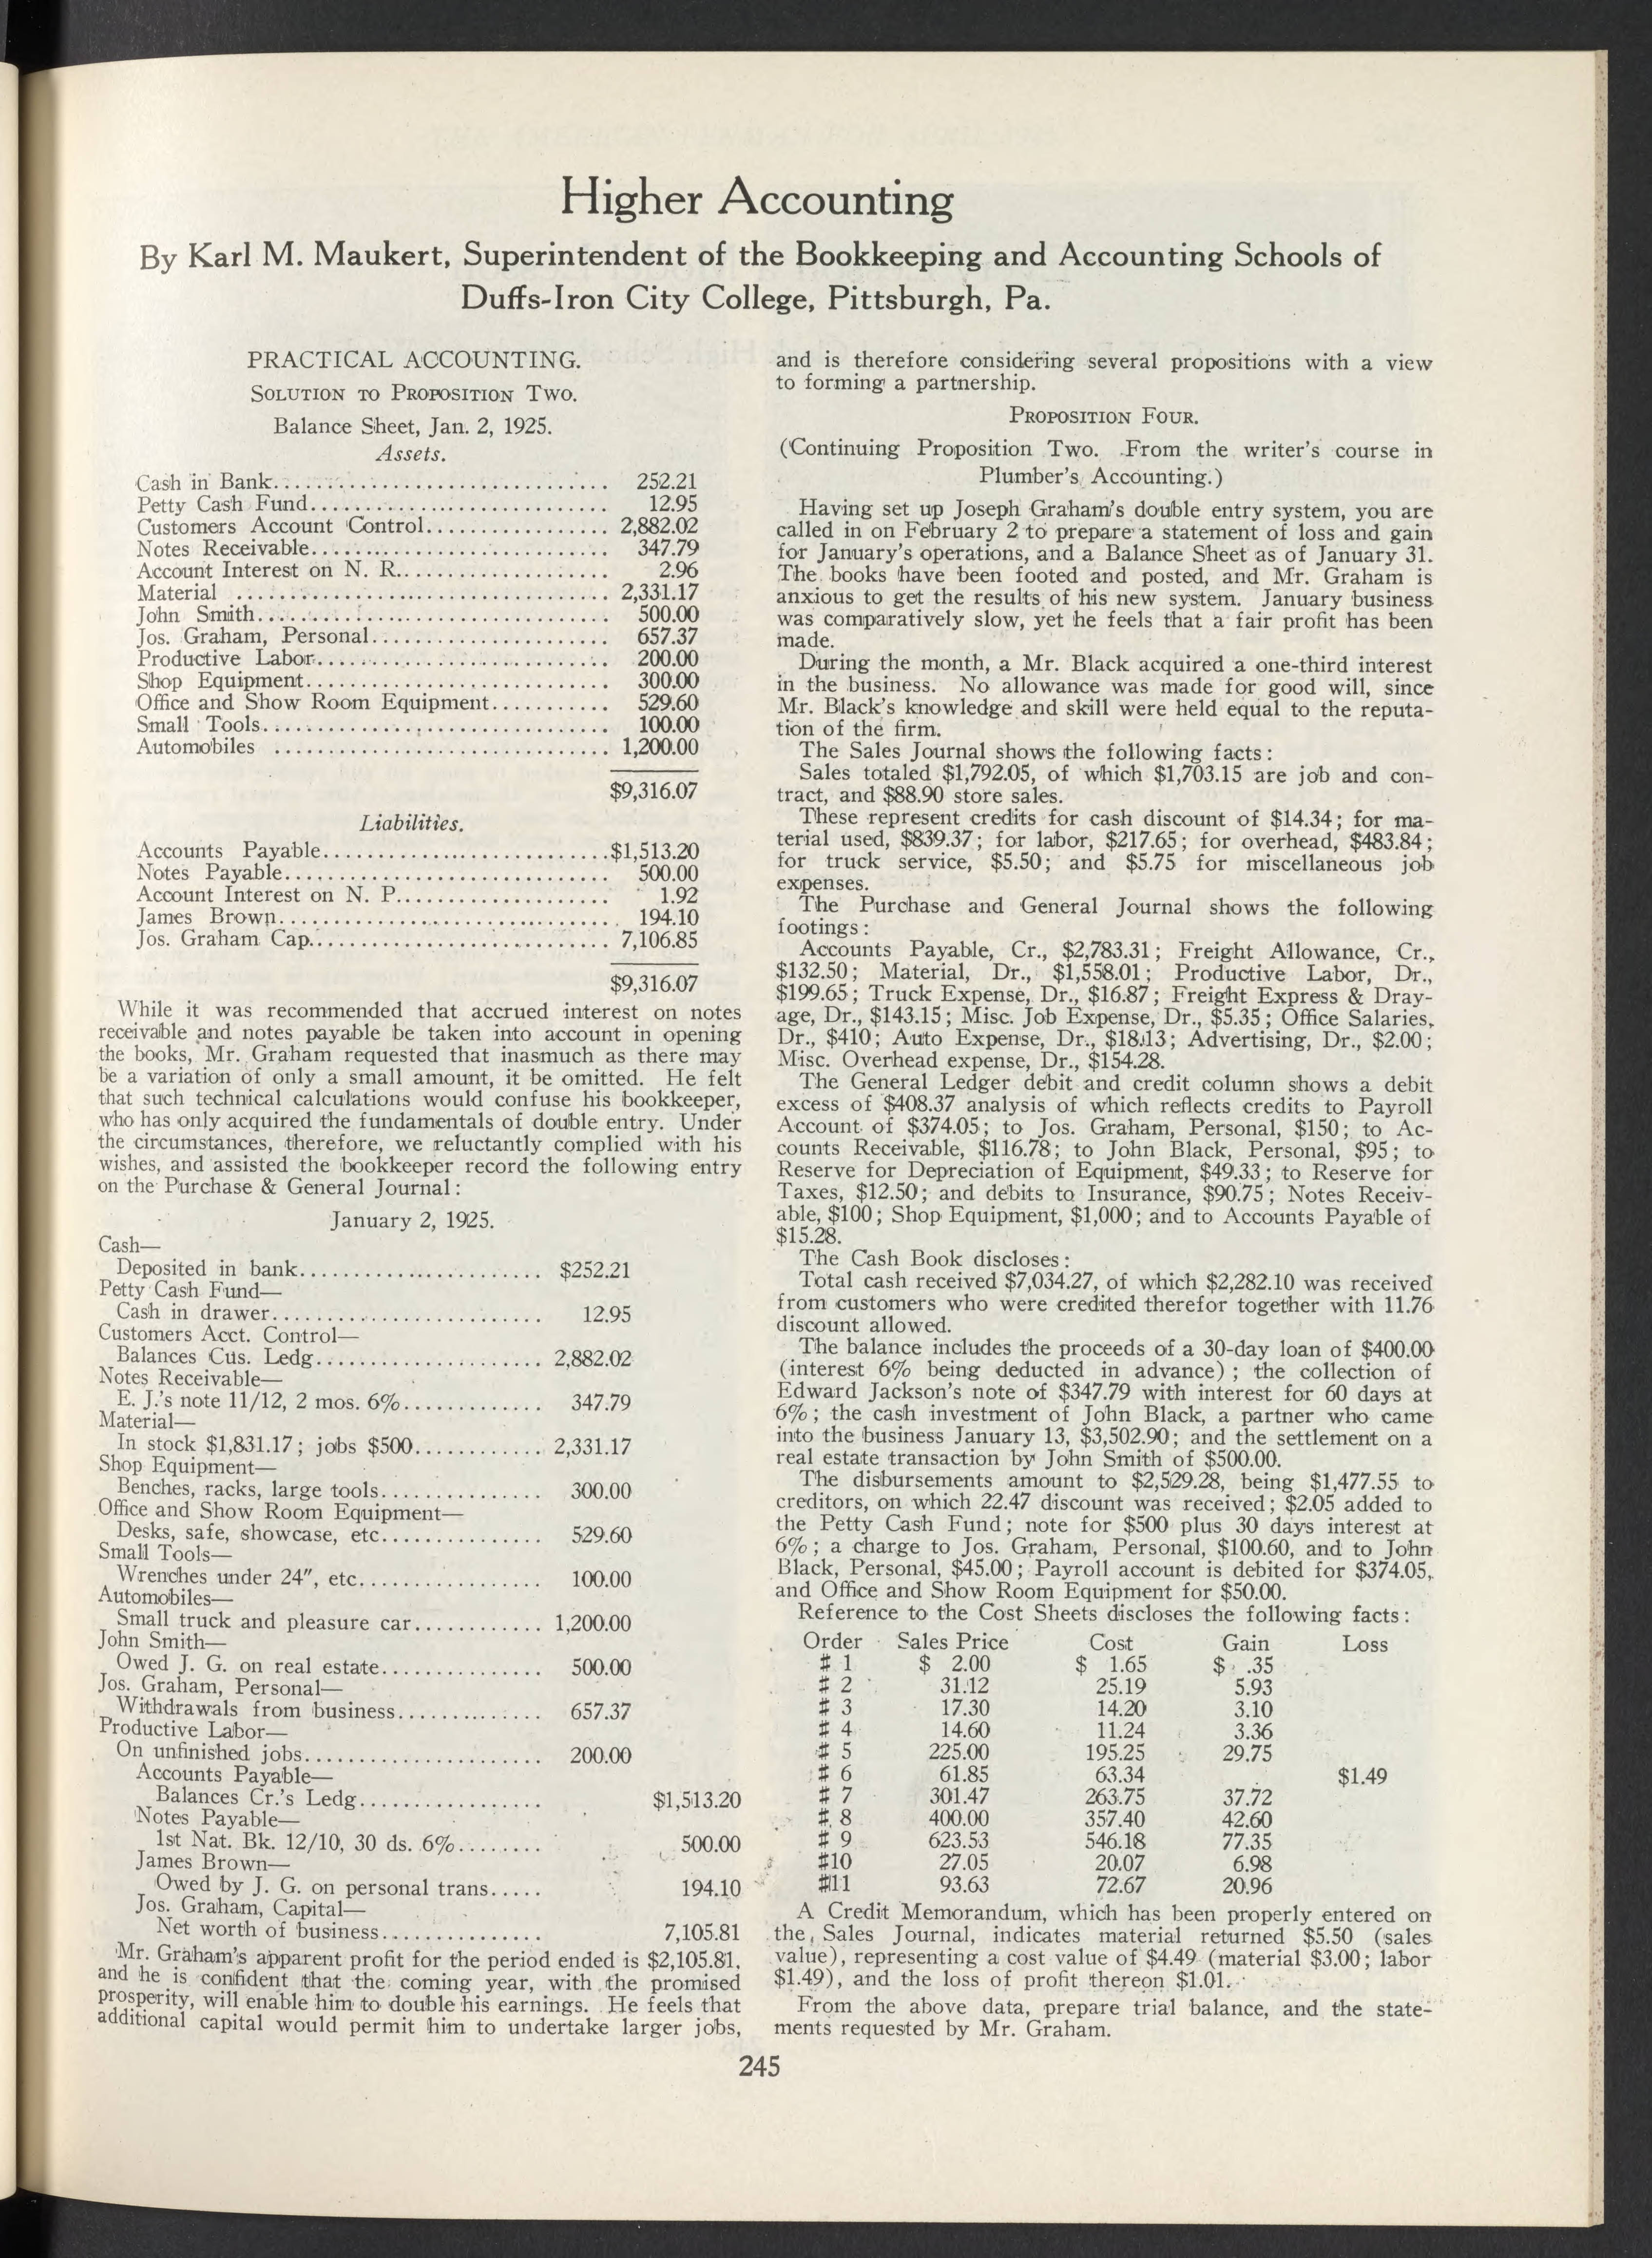 Higher Accounting
By Karl M. Maukert, Superintendent of the Bookkeeping and Accounting Schools of
Duffs-Iron City College, Pittsburgh, Pa.
PRACTICAL ACCOUNTING.
SOLUTION TO PROPOSITION TWO.
Balance Sheet, Jan. 2, 1925.
Assets.
Cash in Bank............................... 252.21
Petty Cash Fund............................ 12.95
Customers Account Control................. 2,882.02
Notes Receivable........................... 347.79
Account Interest on N. R................... 2.96
Material .................................. 2,331.17
John Smith................................. 500.00
Jos. Graham, Personal...................... 657.37
Productive Labor........................... 200.00
Shop Equipment............................ 300.00
Office and Show Room Equipment........... 529.60
Small Tools................................ 100.00
Automobiles ............................... 1,200.00
$9,316.07
Liabilities.
Accounts Payable...........................$1,513.20
Notes Payable.............................. 500.00
Account Interest on N. P.................... 1.92
James Brown............................... 194.10
Jos. Graham Cap............................ 7,106.85
$9,316.07
While it was recommended that accrued interest on notes
receivable and notes payable be taken into account in opening
the books, Mr. Graham requested that inasmuch as there may
be a variation of only a small amount, it be omitted. He felt
that such technical calculations would confuse his bookkeeper,
who has only acquired the fundamentals of double entry. Under
the circumstances, therefore, we reluctantly complied with his
wishes, and assisted the bookkeeper record the following entry
on the Purchase & General Journal:
January 2, 1925.
Cash—
Deposited in bank........................ $252.21
Petty Cash Fund—
Cash in drawer.......................... 12.95
Customers Acct. Control—
Balances Cus. Ledg...................... 2,882.02
Notes Receivable—
E. J.'s note 11/12, 2 mos. 6%............. 347.79
Material—
In stock $1,831.17; jobs $500............ 2,331.17
Shop Equipment—
Benches, racks, large tools............... 300.00
Office and Show Room Equipment—
Desks, safe, showcase, etc............... 529.60
Small Tools—
Wrenches under 24", etc................. 100.00
Automobiles—
Small truck and pleasure car............ 1,200.00
John Smith—
Owed J. G. on real estate............... 500.00
Jos. Graham, Personal—
Withdrawals from business.............. 657.37
Productive Labor—
On unfinished jobs....................... 200.00
Accounts Payable—
Balances Cr.'s Ledg................. $1,513.20
Notes Payable—
1st Nat. Bk. 12/10, 30 ds. 6%........ 500.00
James Brown—
Owed by J. G. on personal trans..... 194.10
Jos. Graham, Capital—
Net worth of business............... 7,105.81
Mr. Graham's apparent profit for the period ended is $2,105.81,
and he is confident that the coming year, with the promised
prosperity, will enable him to double his earnings. He feels that
additional capital would permit him to undertake larger jobs,
and is therefore considering several propositions with a view
to forming a partnership.
PROPOSITION FOUR.
(Continuing Proposition Two. From the writer's course in
Plumber's Accounting.)
Having set up Joseph Graham's double entry system, you are
called in on February 2 to prepare a statement of loss and gain
for January's operations, and a Balance Sheet as of January 31.
The books have been footed and posted, and Mr. Graham is
anxious to get the results of his new system. January business
was comparatively slow, yet he feels that a fair profit has been
made.
During the month, a Mr. Black acquired a one-third interest
in the business. No allowance was made for good will, since
Mr. Black's knowledge and skill were held equal to the reputa-
tion of the firm.
The Sales Journal shows the following facts:
Sales totaled $1,792.05, of which $1,703.15 are job and con-
tract, and $88.90 store sales.
These represent credits for cash discount of $14.34; for ma-
terial used, $839.37; for labor, $217.65; for overhead, $483.84;
for truck service, $5.50; and $5.75 for miscellaneous job
expenses.
The Purchase and General Journal shows the following
footings:
Accounts Payable, Cr., $2,783.31; Freight Allowance, Cr.,
$132.50; Material, Dr., $1,558.01; Productive Labor, Dr.,
$199.65; Truck Expense, Dr., $16.87; Freight Express & Dray-
age, Dr., $143.15; Misc. Job Expense, Dr., $5.35; Office Salaries,
Dr., $410; Auto Expense, Dr., $18.13; Advertising, Dr., $2.00;
Misc. Overhead expense, Dr., $154.28.
The General Ledger debit and credit column shows a debit
excess of $408.37 analysis of which reflects credits to Payroll
Account of $374.05; to Jos. Graham, Personal, $150; to Ac-
counts Receivable, $116.78; to John Black, Personal, $95; to
Reserve for Depreciation of Equipment, $49.33; to Reserve for
Taxes, $12.50; and debits to Insurance, $90.75; Notes Receiv-
able, $100; Shop Equipment, $1,000; and to Accounts Payable of
$15.28.
The Cash Book discloses:
Total cash received $7,034.27, of which $2,282.10 was received
from customers who were credited therefor together with 11.76
discount allowed.
The balance includes the proceeds of a 30-day loan of $400.00
(interest 6% being deducted in advance); the collection of
Edward Jackson's note of $347.79 with interest for 60 days at
6%; the cash investment of John Black, a partner who came
into the business January 13, $3,502.90; and the settlement on a
real estate transaction by John Smith of $500.00.
The disbursements amount to $2,529.28, being $1,477.55 to
creditors, on which 22.47 discount was received; $2.05 added to
the Petty Cash Fund; note for $500 plus 30 days interest at
6%; a charge to Jos. Graham, Personal, $100.60, and to John
Black, Personal, $45.00; Payroll account is debited for $374.05,
and Office and Show Room Equipment for $50.00.
Reference to the Cost Sheets discloses the following facts:
Order Sales Price Cost Gain Loss
# 1 $ 2.00 $ 1.65 $ .35
# 2 31.12 25.19 5.93
# 3 17.30 14.20 3.10
# 4 14.60 11.24 3.36
# 5 225.00 195.25 29.75
# 6 61.85 63.34 $1.49
# 7 301.47 263.75 37.72
# 8 400.00 357.40 42.60
# 9 623.53 546.18 77.35
#10 27.05 20.07 6.98
#11 93.63 72.67 20.96
A Credit Memorandum, which has been properly entered on
the Sales Journal, indicates material returned $5.50 (sales
value), representing a cost value of $4.49 (material $3.00; labor
$1.49), and the loss of profit thereon $1.01.
From the above data, prepare trial balance, and the state-
ments requested by Mr. Graham.
245